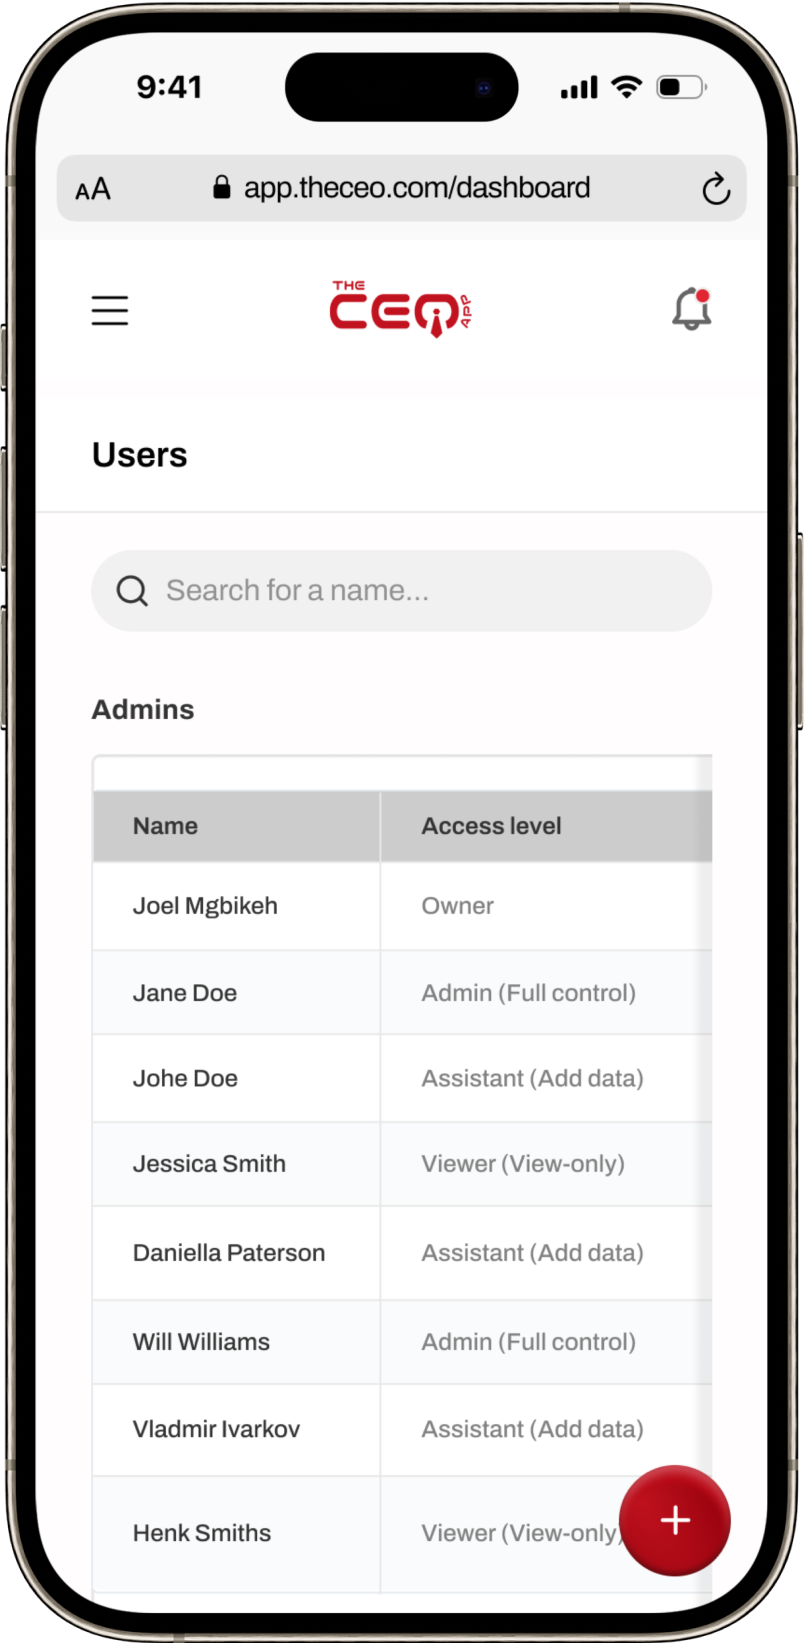 9:41
AA app.theceo.com/dashboard
THE
CEO APP
Users
Search for a name...
Admins
Name Access level
Joel Mgbikeh Owner
Jane Doe Admin (Full control)
Johe Doe Assistant (Add data)
Jessica Smith Viewer (View-only)
Daniella Paterson Assistant (Add data)
Will Williams Admin (Full control)
Vladmir Ivarkov Assistant (Add data)
Henk Smiths Viewer (View-only)